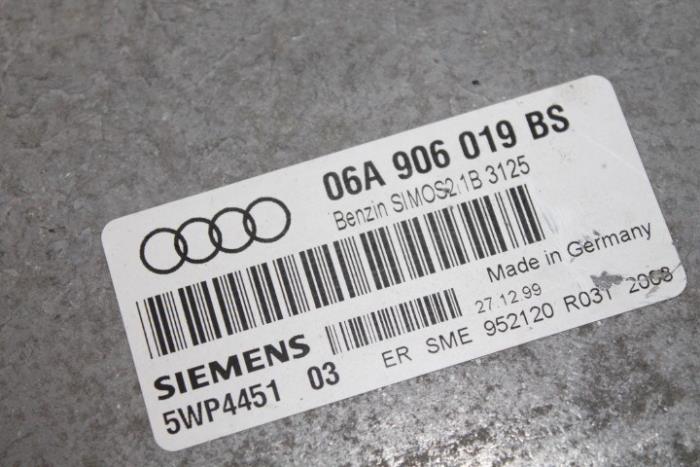 06A 906 019 BS
Benzin SIMOS2.1B 3125
Made in Germany
27.12.99
SIEMENS
ER SME 952120 R031 2008
5WP4451 03